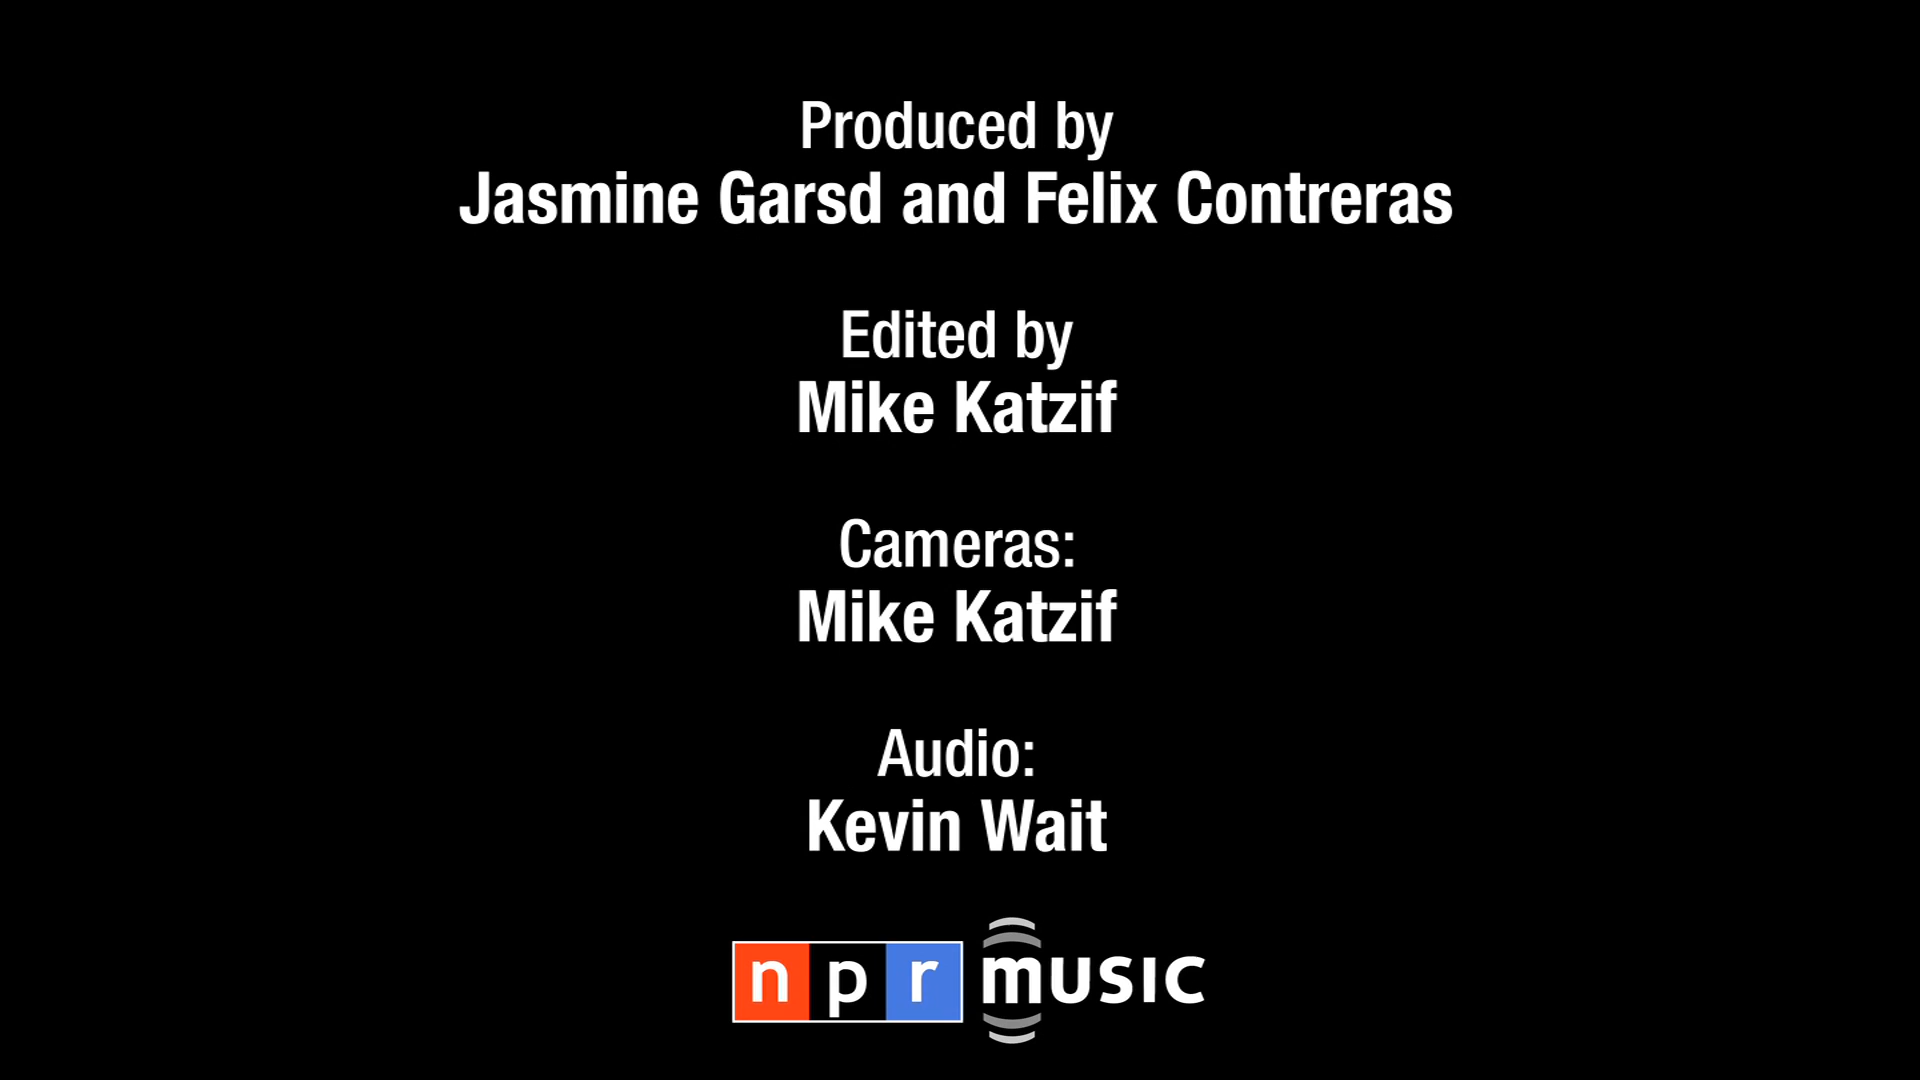 Produced by
Jasmine Garsd and Felix Contreras
Edited by
Mike Katzif
Cameras:
Mike Katzif
Audio:
Kevin Wait
npr music